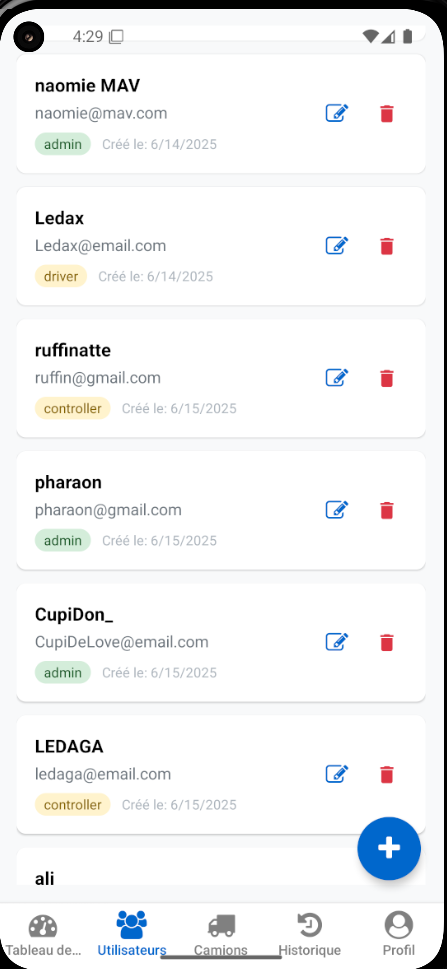 4:29
naomie MAV
naomie@mav.com
admin Créé le: 6/14/2025
Ledax
Ledax@email.com
driver Créé le: 6/14/2025
ruffinatte
ruffin@gmail.com
controller Créé le: 6/15/2025
pharaon
pharaon@gmail.com
admin Créé le: 6/15/2025
CupiDon_
CupiDeLove@email.com
admin Créé le: 6/15/2025
LEDAGA
ledaga@email.com
controller Créé le: 6/15/2025
ali
Tableau de... Utilisateurs Camions Historique Profil